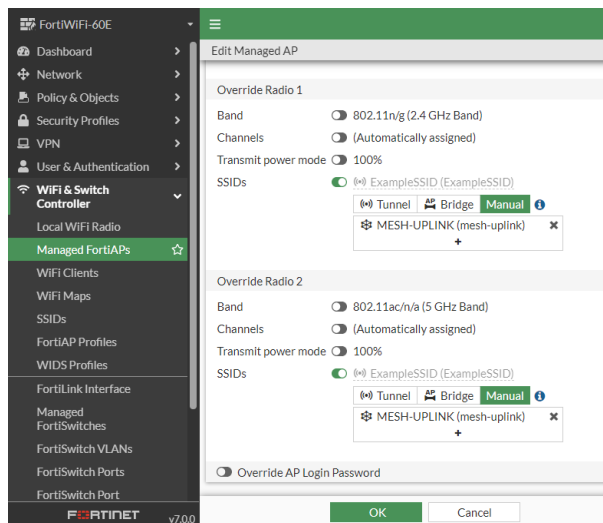 FortiWiFi-60E
Dashboard
Network
Policy & Objects
Security Profiles
VPN
User & Authentication
WiFi & Switch
Controller
Local WiFi Radio
Managed FortiAPs
WiFi Clients
WiFi Maps
SSIDs
FortiAP Profiles
WIDS Profiles
FortiLink Interface
Managed
FortiSwitches
FortiSwitch VLANs
FortiSwitch Ports
FortiSwitch Port
FORTINET
v7.0.0
Edit Managed AP
Override Radio 1
Band 802.11n/g (2.4 GHz Band)
Channels (Automatically assigned)
Transmit power mode 100%
SSIDs ExampleSSID (ExampleSSID)
Tunnel Bridge Manual
MESH-UPLINK (mesh-uplink)
+
Override Radio 2
Band 802.11ac/n/a (5 GHz Band)
Channels (Automatically assigned)
Transmit power mode 100%
SSIDs ExampleSSID (ExampleSSID)
Tunnel Bridge Manual
MESH-UPLINK (mesh-uplink)
+
Override AP Login Password
OK Cancel